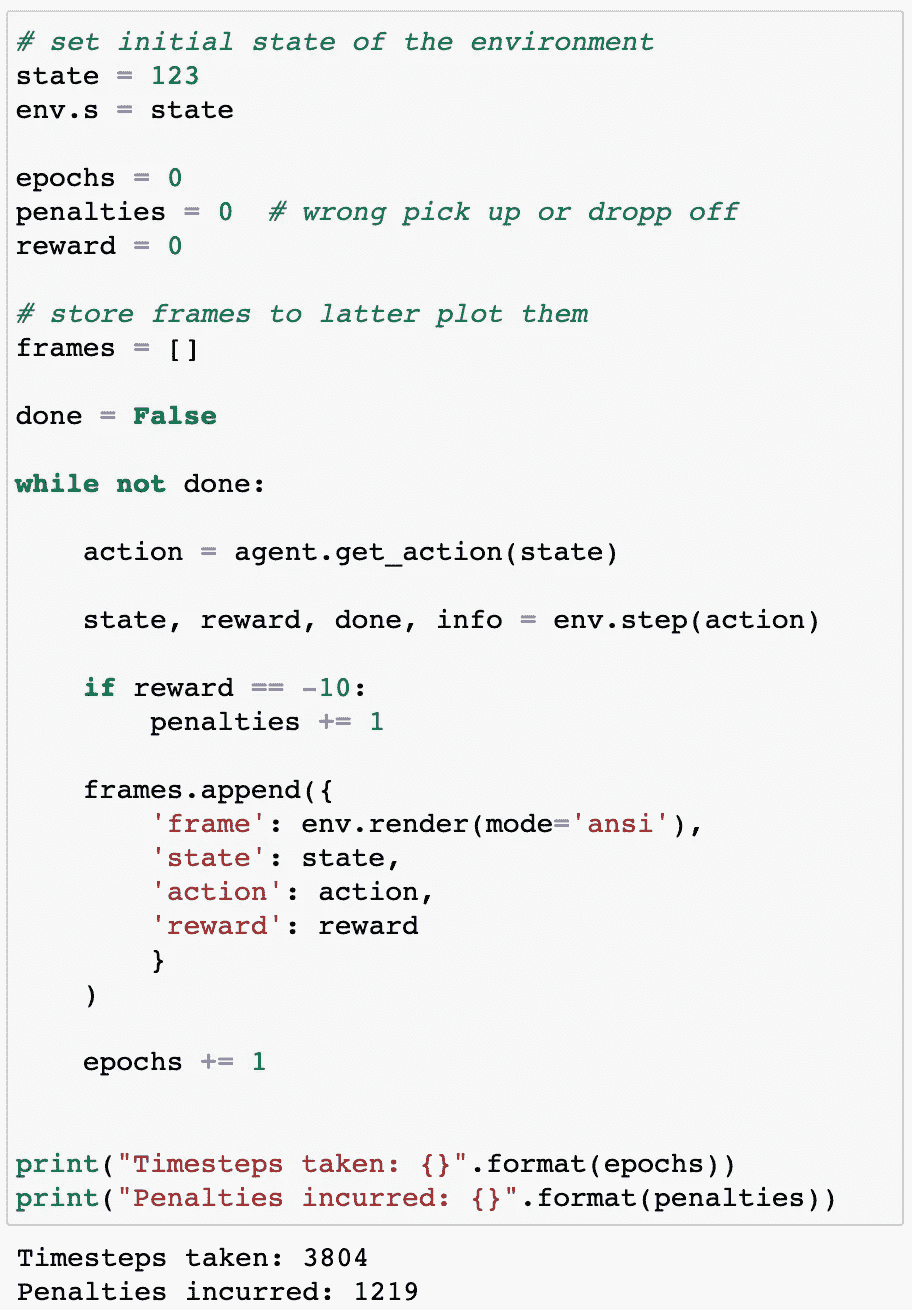 # set initial state of the environment
state = 123
env.s = state
epochs = 0
penalties = 0  # wrong pick up or dropp off
reward = 0
# store frames to latter plot them
frames = []
done = False
while not done:
    action = agent.get_action(state)
    state, reward, done, info = env.step(action)
    if reward == -10:
        penalties += 1
    frames.append({
        'frame': env.render(mode='ansi'),
        'state': state,
        'action': action,
        'reward': reward
        }
    )
    epochs += 1
print("Timesteps taken: {}".format(epochs))
print("Penalties incurred: {}".format(penalties))
Timesteps taken: 3804
Penalties incurred: 1219